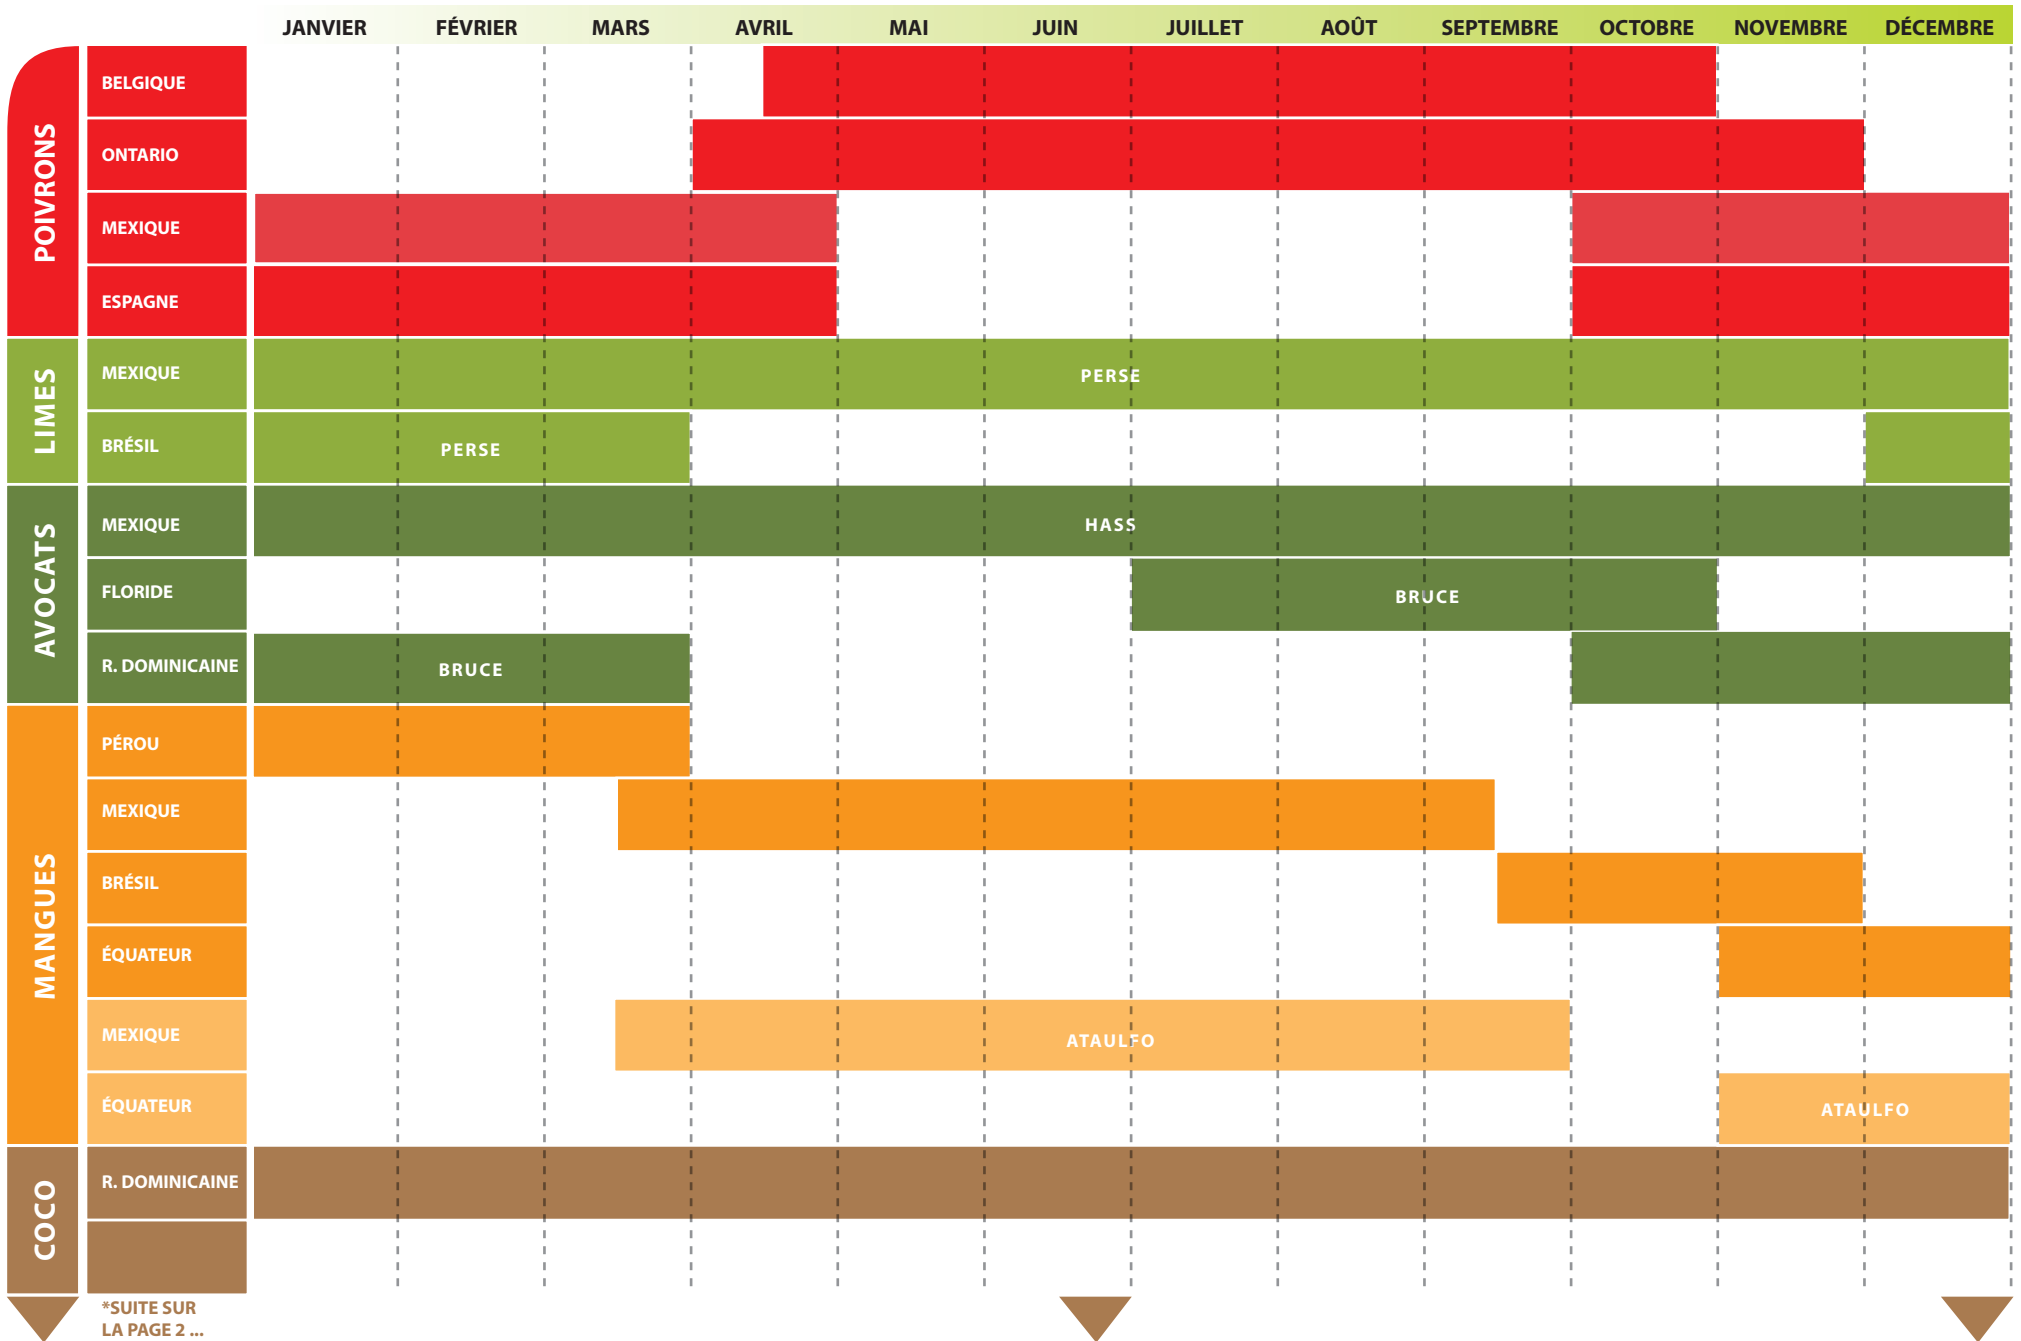 JANVIER FÉVRIER MARS AVRIL MAI JUIN JUILLET AOÛT SEPTEMBRE OCTOBRE NOVEMBRE DÉCEMBRE
POIVRONS
BELGIQUE
ONTARIO
MEXIQUE
ESPAGNE
LIMES
MEXIQUE PERSE
BRÉSIL PERSE
AVOCATS
MEXIQUE HASS
FLORIDE BRUCE
R. DOMINICAINE BRUCE
MANGUES
PÉROU
MEXIQUE
BRÉSIL
ÉQUATEUR
MEXIQUE ATAULFO
ÉQUATEUR ATAULFO
COCO
R. DOMINICAINE
*SUITE SUR
LA PAGE 2 ...